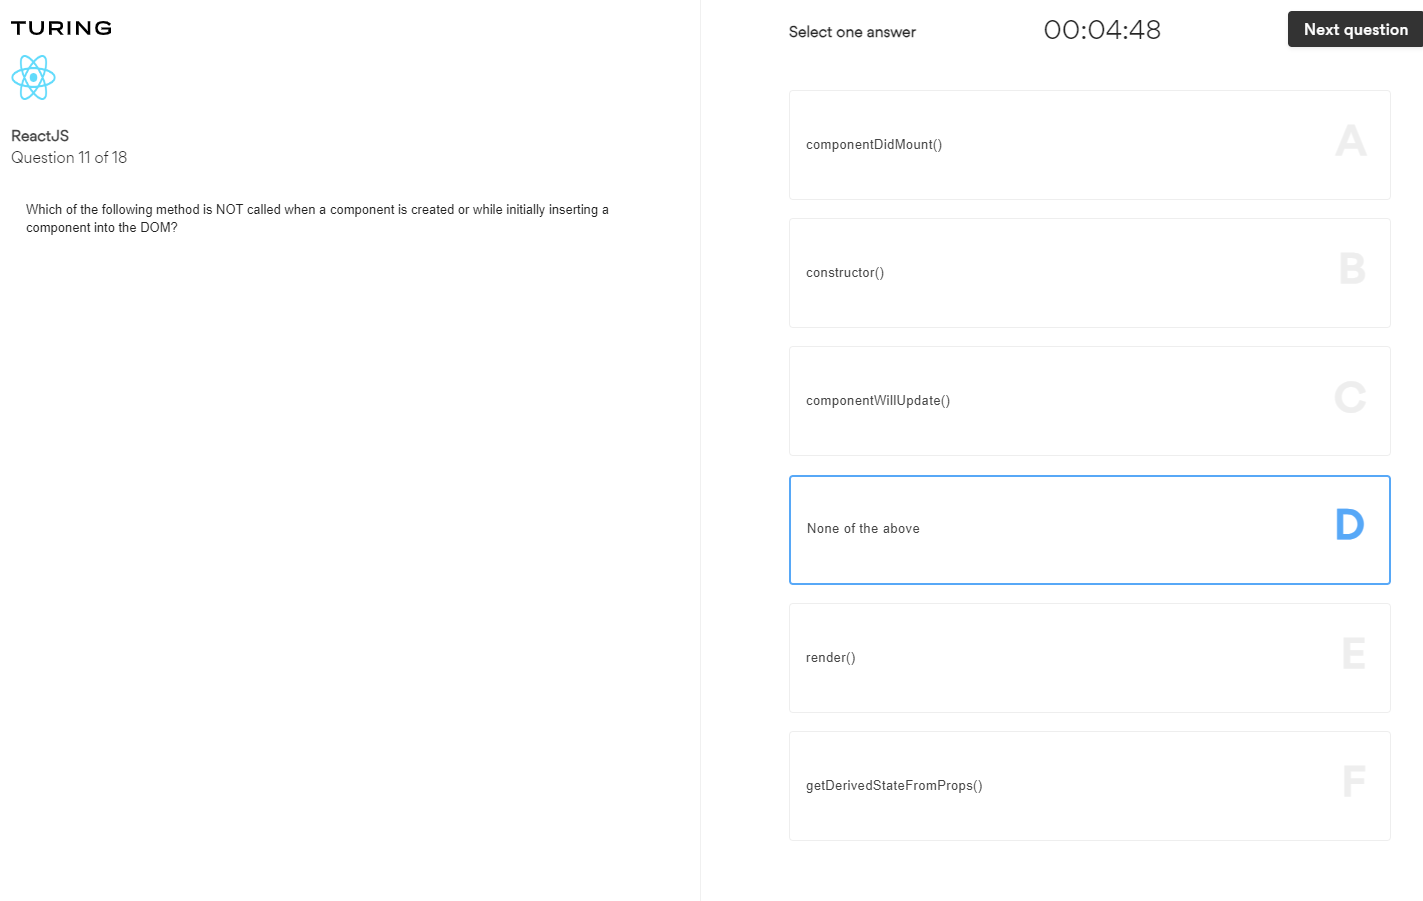 TURING
ReactJS
Question 11 of 18
Which of the following method is NOT called when a component is created or while initially inserting a
component into the DOM?
Select one answer
00:04:48
Next question
componentDidMount()
A
constructor()
B
componentWillUpdate()
C
None of the above
D
render()
E
getDerivedStateFromProps()
F